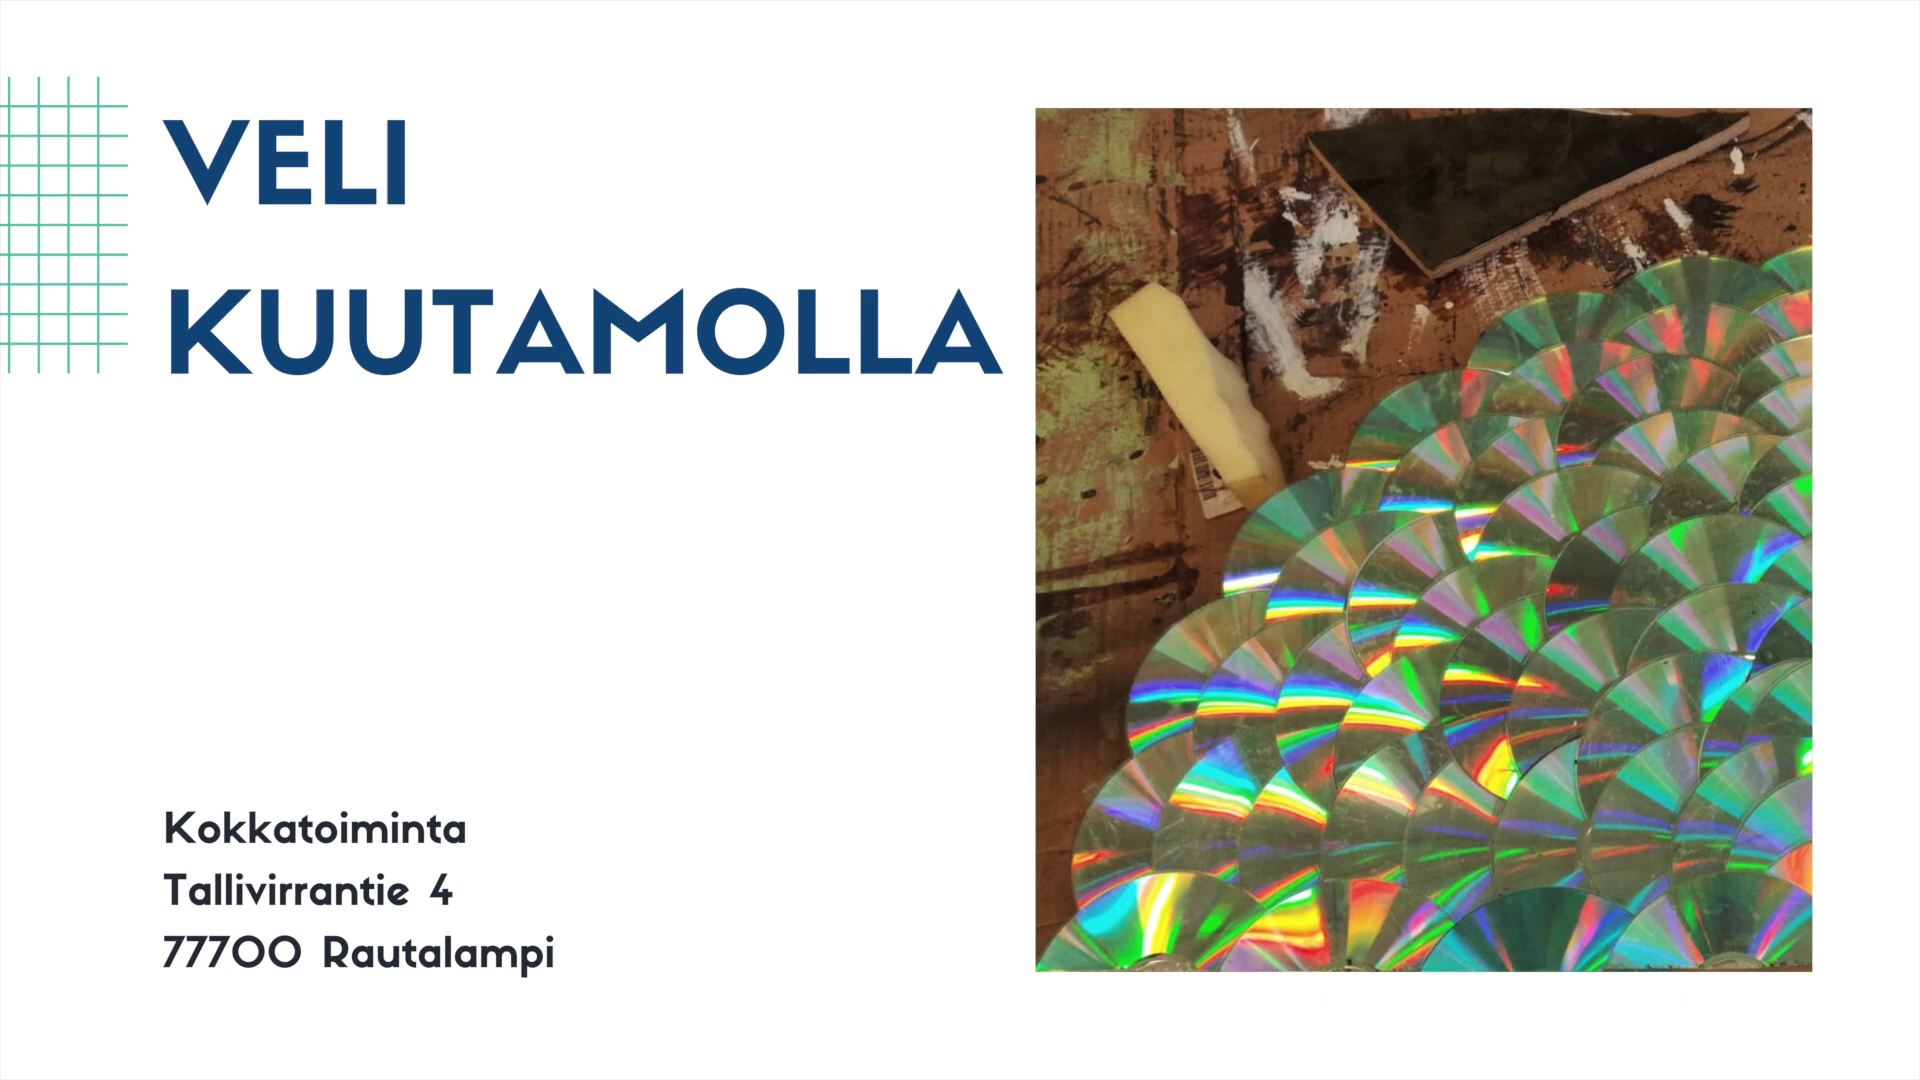 VELI
KUUTAMOLLA
Kokkatoiminta
Tallivirrantie 4
77700 Rautalampi